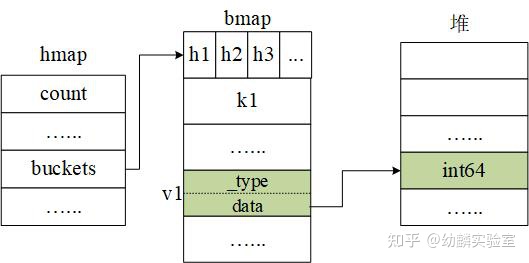 hmap
count
......
buckets
......
bmap
h1 h2 h3 ...
k1
......
v1
_type
data
......
堆
......
int64
......
知乎 @幼麟实验室